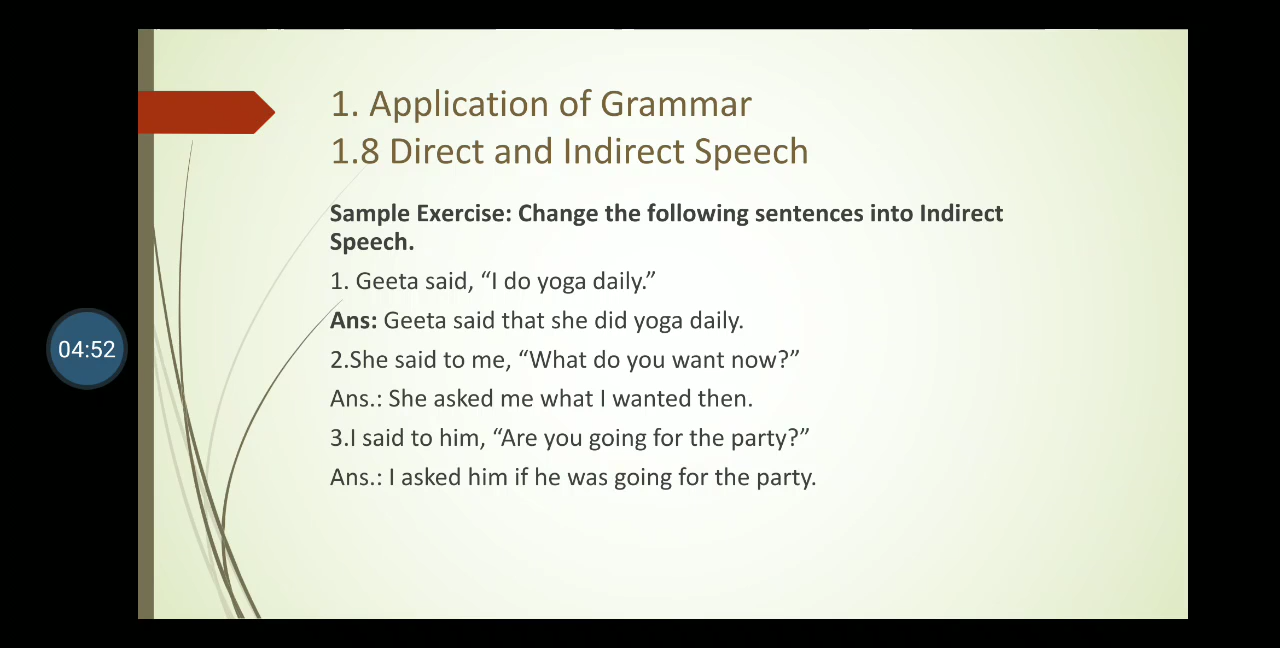 1. Application of Grammar
1.8 Direct and Indirect Speech
Sample Exercise: Change the following sentences into Indirect
Speech.
1. Geeta said, “I do yoga daily.”
Ans: Geeta said that she did yoga daily.
2.She said to me, “What do you want now?”
Ans.: She asked me what I wanted then.
3.I said to him, “Are you going for the party?”
Ans.: I asked him if he was going for the party.
04:52